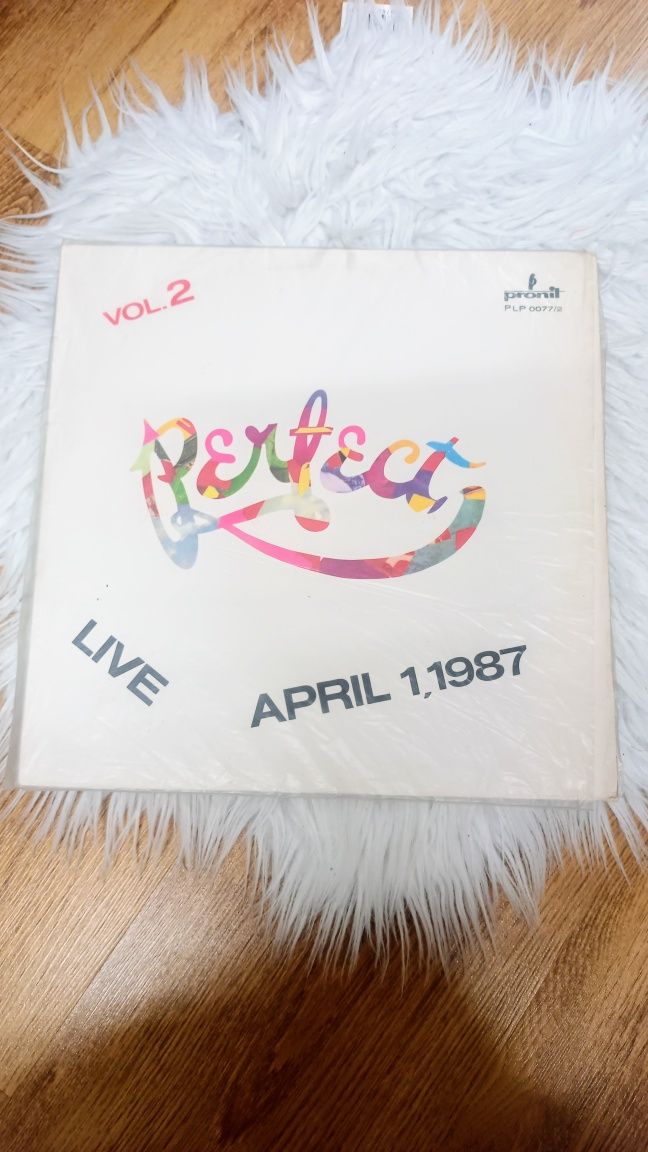 VOL.2
pronit
PLP 0077/2
Perfect
LIVE
APRIL 1, 1987